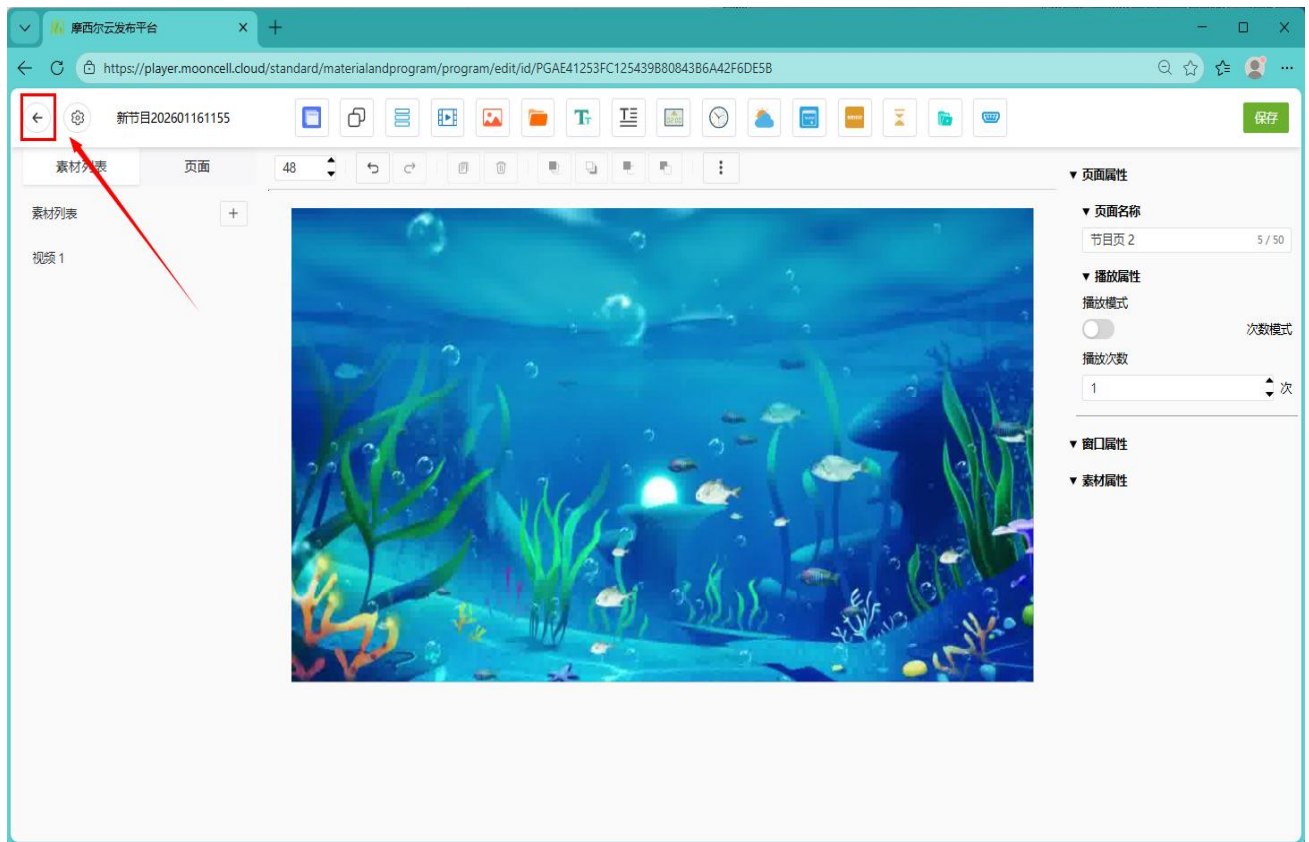 摩西尔云发布平台
https://player.mooncell.cloud/standard/materialandprogram/program/edit/id/PGAE41253FC125439B80843B6A42F6DE5B
新节目202601161155
保存
素材列表 页面 48
▼ 页面属性
素材列表
▼ 页面名称
节目页 2 5 / 50
视频 1
▼ 播放属性
播放模式
次数模式
播放次数
1 次
▼ 窗口属性
▼ 素材属性